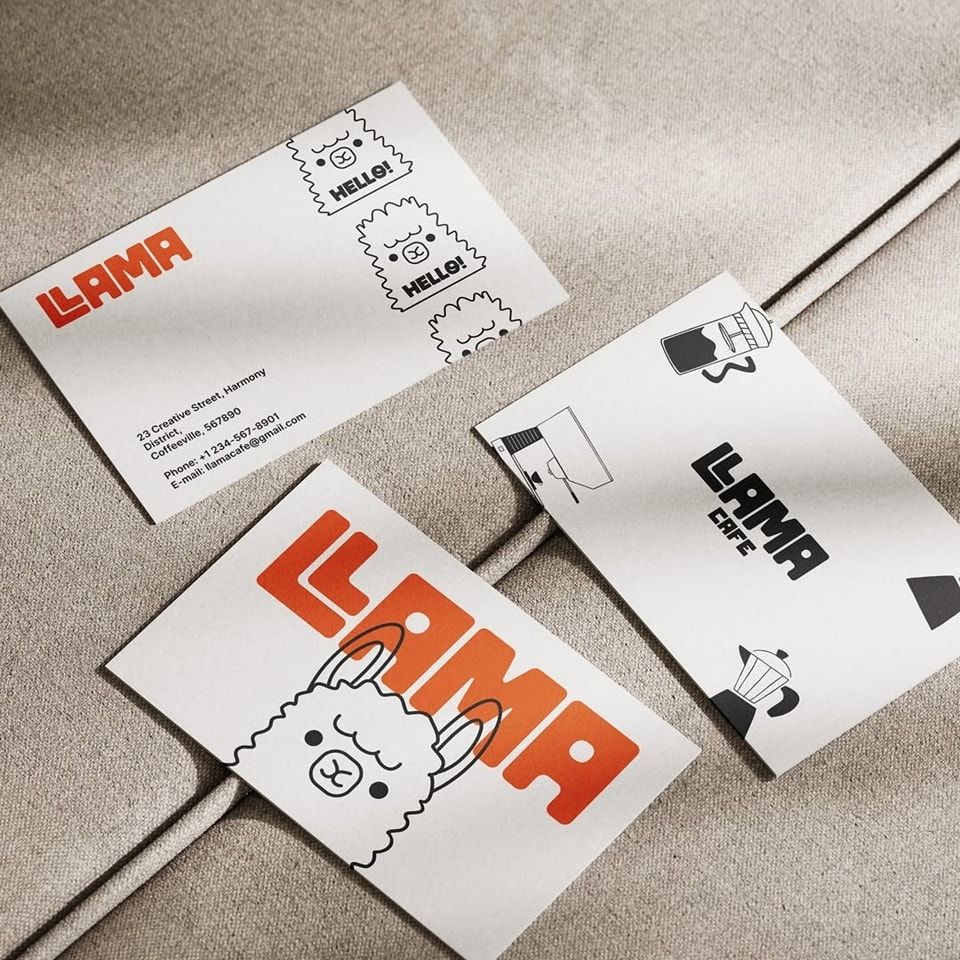 LLAMA
HELLO!
HELLO!
23 Creative Street, Harmony
District,
Coffeeville, 567890
Phone: +1 234-567-8901
E-mail: llamacafe@gmail.com
LLAMA
CAFE
LLAMA